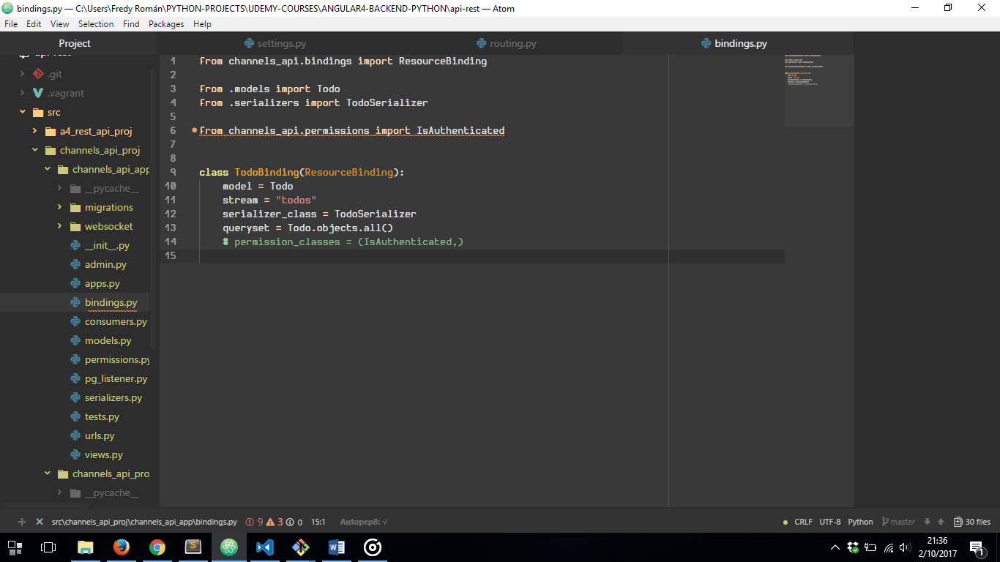 bindings.py — C:\Users\Fredy Román\PYTHON-PROJECTS\UDEMY-COURSES\ANGULAR4-BACKEND-PYTHON\api-rest — Atom
File Edit View Selection Find Packages Help
Project
settings.py
routing.py
bindings.py
.git
.vagrant
src
a4_rest_api_proj
channels_api_proj
channels_api_app
__pycache__
migrations
websocket
__init__.py
admin.py
apps.py
bindings.py
consumers.py
models.py
permissions.py
pg_listener.py
serializers.py
tests.py
urls.py
views.py
channels_api_pro
__pycache__
1 from channels_api.bindings import ResourceBinding
2
3 from .models import Todo
4 from .serializers import TodoSerializer
5
6 from channels_api.permissions import IsAuthenticated
7
8
9 class TodoBinding(ResourceBinding):
10 model = Todo
11 stream = "todos"
12 serializer_class = TodoSerializer
13 queryset = Todo.objects.all()
14 # permission_classes = (IsAuthenticated,)
15
src\channels_api_proj\channels_api_app\bindings.py 9 3 0 15:1 Autopep8: √ CRLF UTF-8 Python master 30 files
21:36
2/10/2017
1